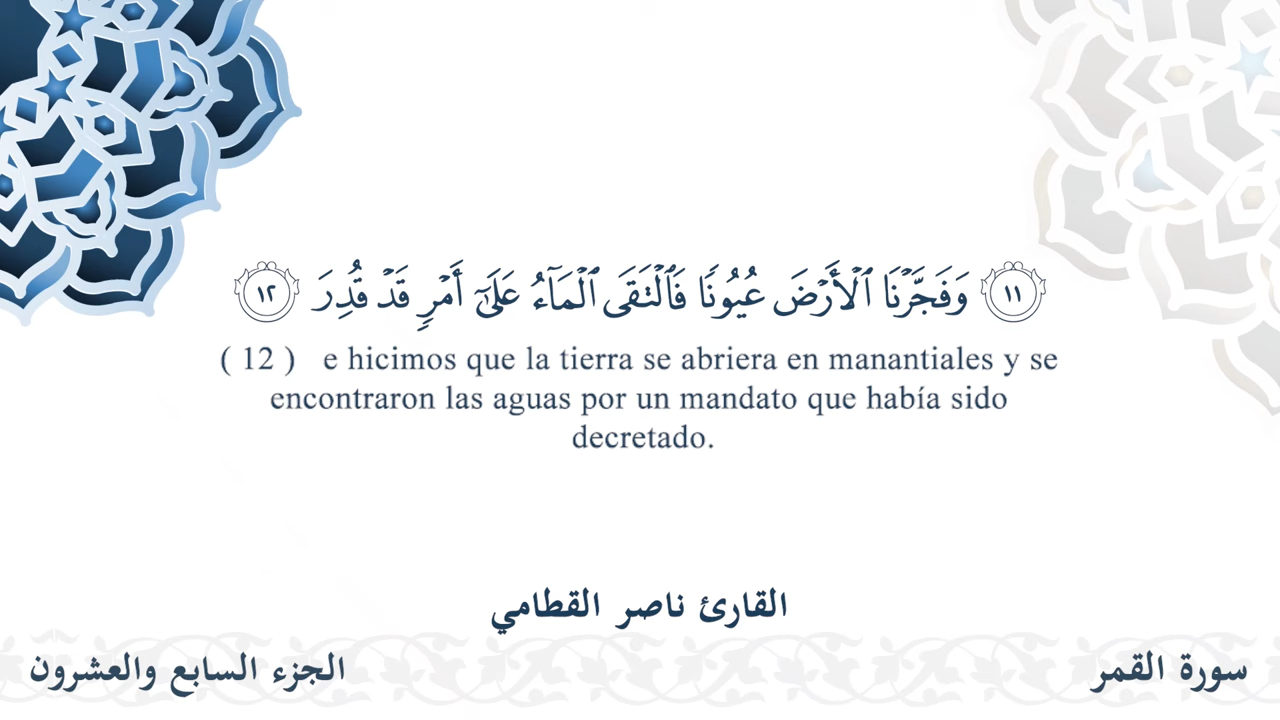 ١١ وَفَجَّرْنَا ٱلْأَرْضَ عُيُونًا فَٱلْتَقَى ٱلْمَآءُ عَلَىٰٓ أَمْرٍ قَدْ قُدِرَ ١٢
( 12 ) e hicimos que la tierra se abriera en manantiales y se
encontraron las aguas por un mandato que había sido
decretado.
القارئ ناصر القطامي
سورة القمر
الجزء السابع والعشرون